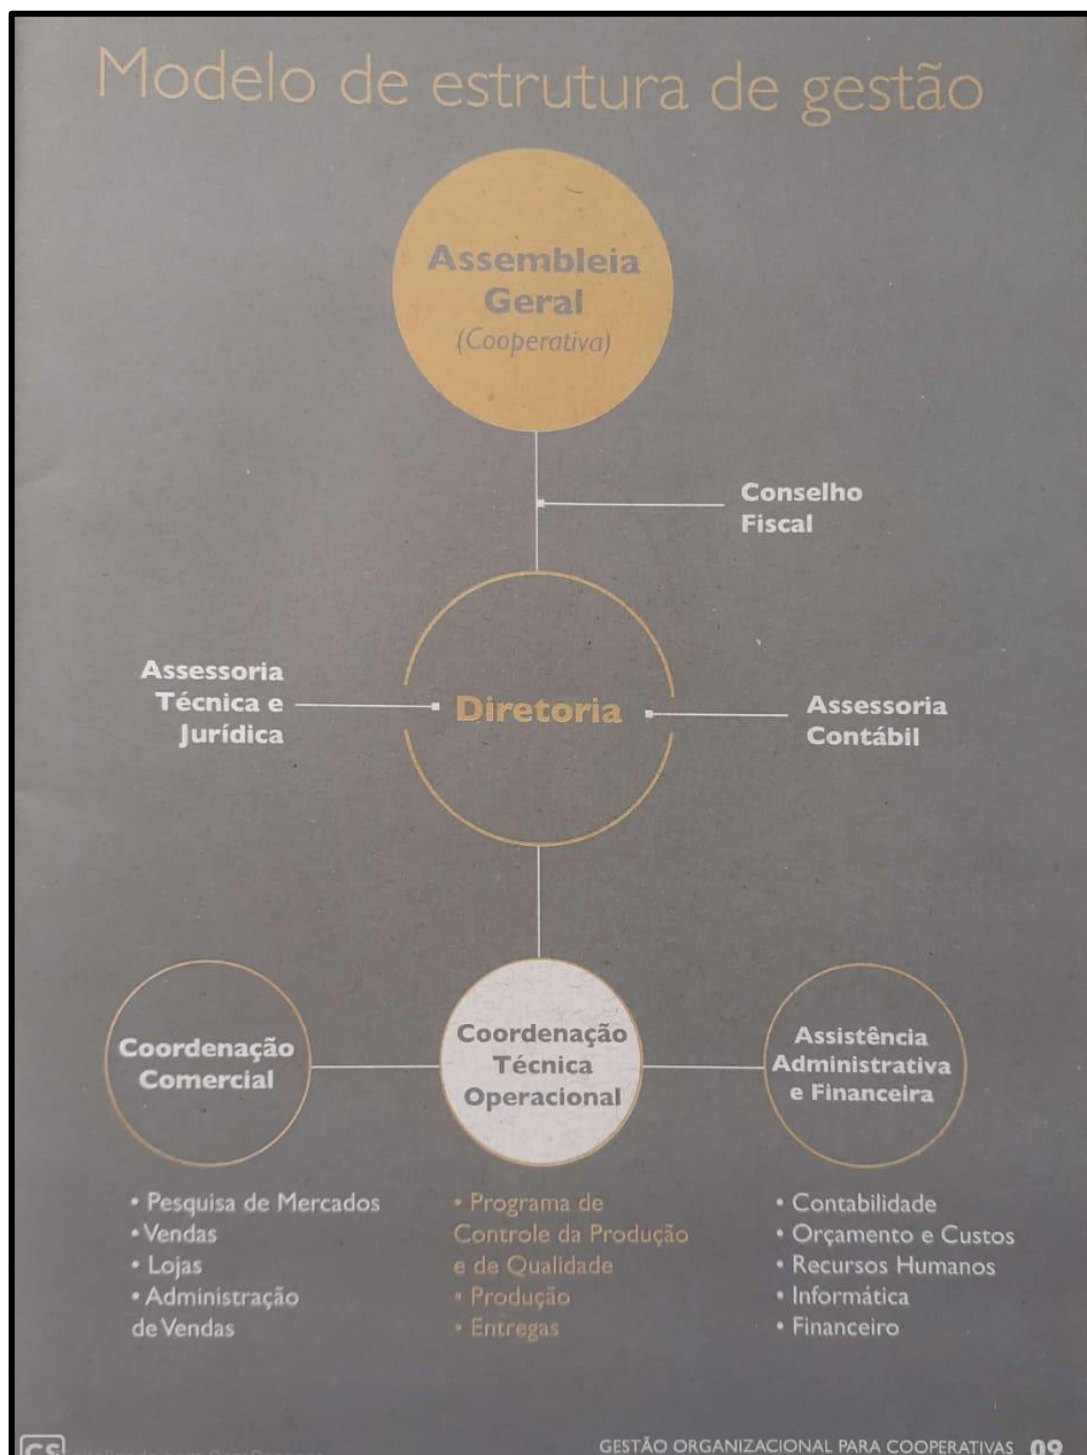 Modelo de estrutura de gestão
Assembleia
Geral
(Cooperativa)
Conselho
Fiscal
Assessoria
Técnica e
Jurídica
Diretoria
Assessoria
Contábil
Coordenação
Comercial
Coordenação
Técnica
Operacional
Assistência
Administrativa
e Financeira
• Pesquisa de Mercados
• Vendas
• Lojas
• Administração
de Vendas
• Programa de
Controle da Produção
e de Qualidade
• Produção
• Entregas
• Contabilidade
• Orçamento e Custos
• Recursos Humanos
• Informática
• Financeiro
CS
GESTÃO ORGANIZACIONAL PARA COOPERATIVAS 09